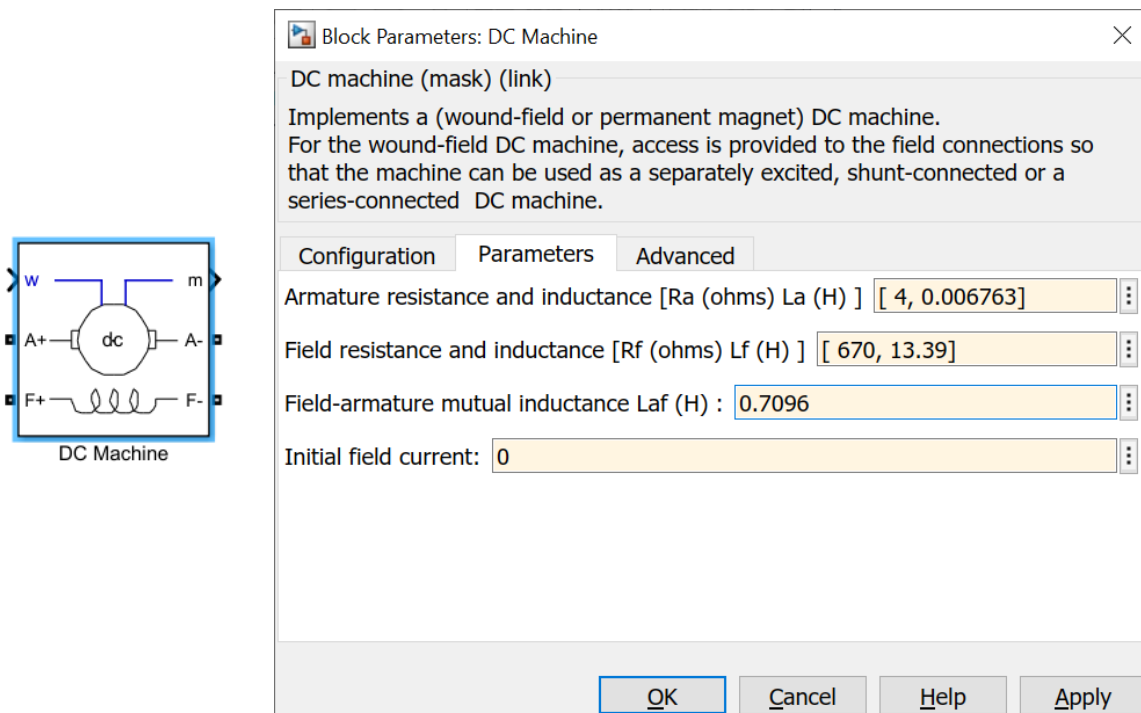 Block Parameters: DC Machine
DC machine (mask) (link)
Implements a (wound-field or permanent magnet) DC machine.
For the wound-field DC machine, access is provided to the field connections so
that the machine can be used as a separately excited, shunt-connected or a
series-connected DC machine.
Configuration Parameters Advanced
Armature resistance and inductance [Ra (ohms) La (H) ] [ 4, 0.006763]
Field resistance and inductance [Rf (ohms) Lf (H) ] [ 670, 13.39]
Field-armature mutual inductance Laf (H) : 0.7096
Initial field current: 0
OK Cancel Help Apply
w m
A+ dc A-
F+ F-
DC Machine